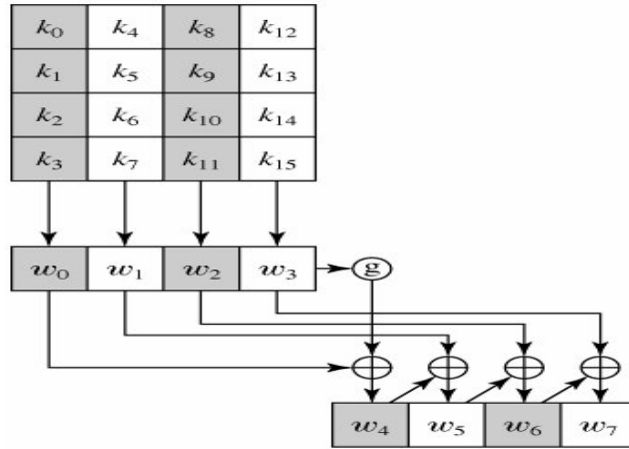 k₀ k₄ k₈ k₁₂
k₁ k₅ k₉ k₁₃
k₂ k₆ k₁₀ k₁₄
k₃ k₇ k₁₁ k₁₅
w₀ w₁ w₂ w₃ g
w₄ w₅ w₆ w₇